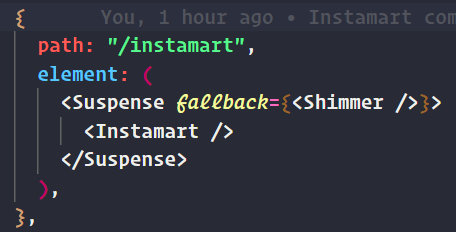 { You, 1 hour ago • Instamart com
path: "/instamart",
element: (
<Suspense fallback={<Shimmer />}>
<Instamart />
</Suspense>
),
},